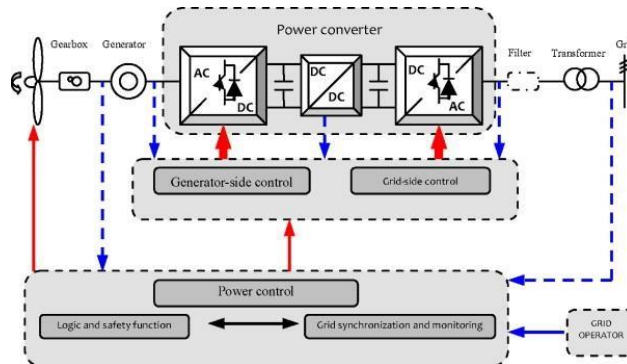 Power converter
Gearbox
Generator
Filter
Transformer
AC
DC
DC
DC
DC
AC
Generator-side control
Grid-side control
Power control
Logic and safety function
Grid synchronization and monitoring
GRID
OPERATOR